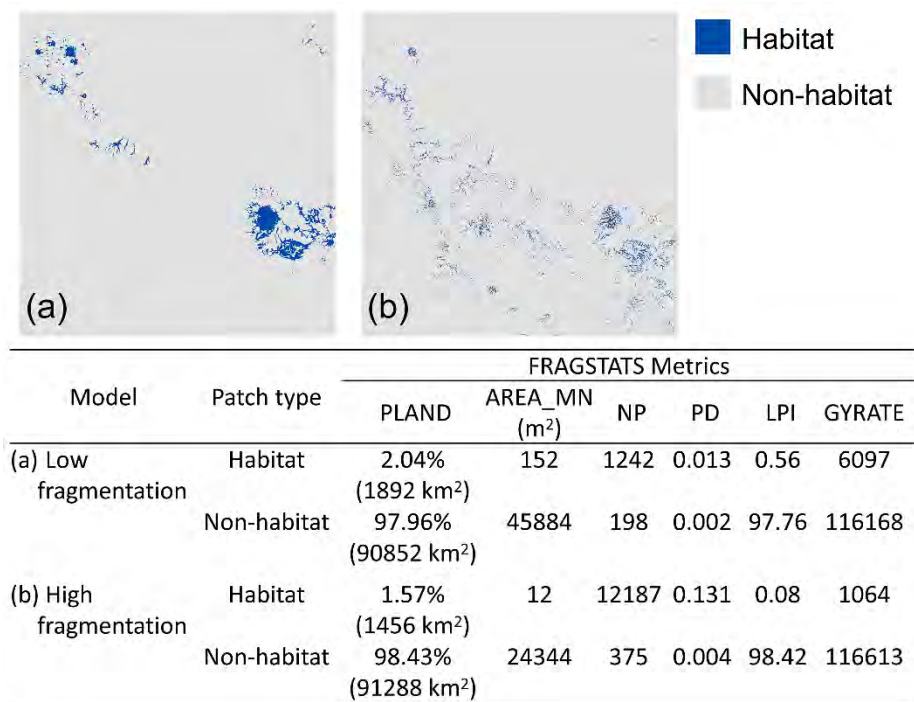 Habitat
Non-habitat
(a)
(b)
FRAGSTATS Metrics
Model Patch type PLAND AREA_MN (m²) NP PD LPI GYRATE
(a) Low fragmentation Habitat 2.04% (1892 km²) 152 1242 0.013 0.56 6097
Non-habitat 97.96% (90852 km²) 45884 198 0.002 97.76 116168
(b) High fragmentation Habitat 1.57% (1456 km²) 12 12187 0.131 0.08 1064
Non-habitat 98.43% (91288 km²) 24344 375 0.004 98.42 116613